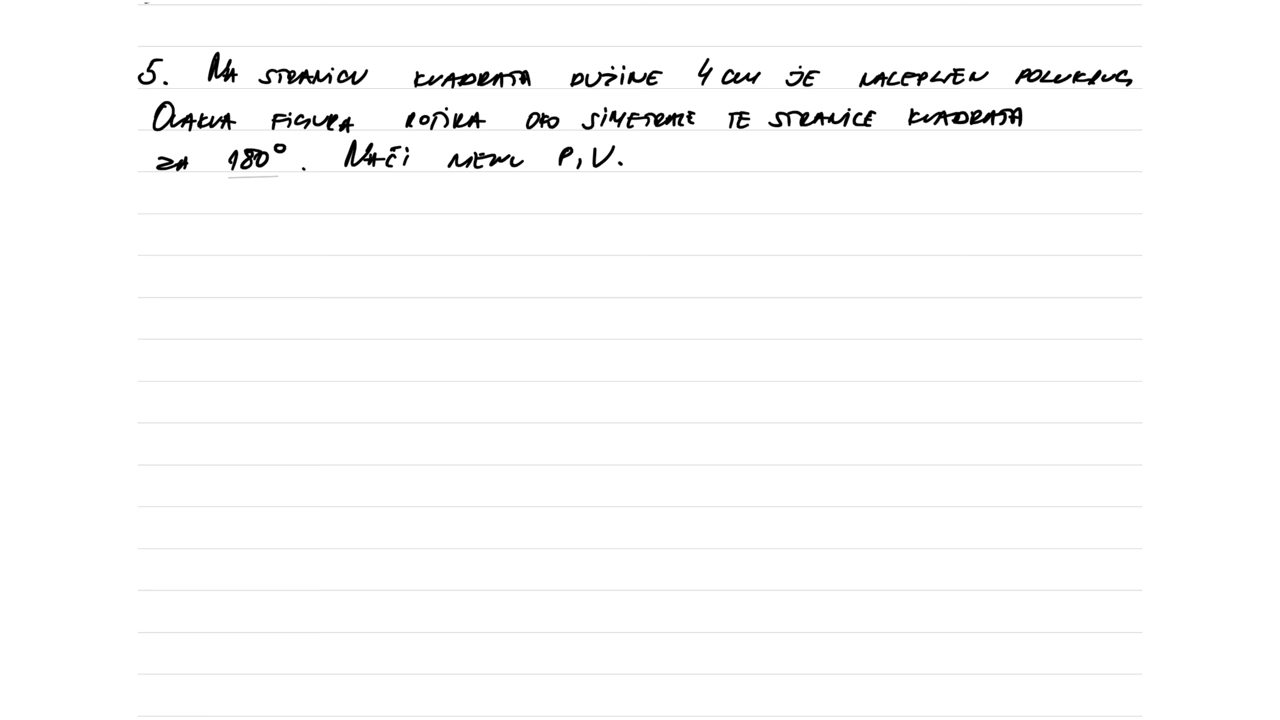 5. NA STRANICU KVADRATA DUŽINE 4 CM JE NALEPLJEN POLUKRUG,
OVAKVA FIGURA ROTIRA OKO SIMETRALE TE STRANICE KVADRATA
ZA 180°. NAĆI NJENU P, V.